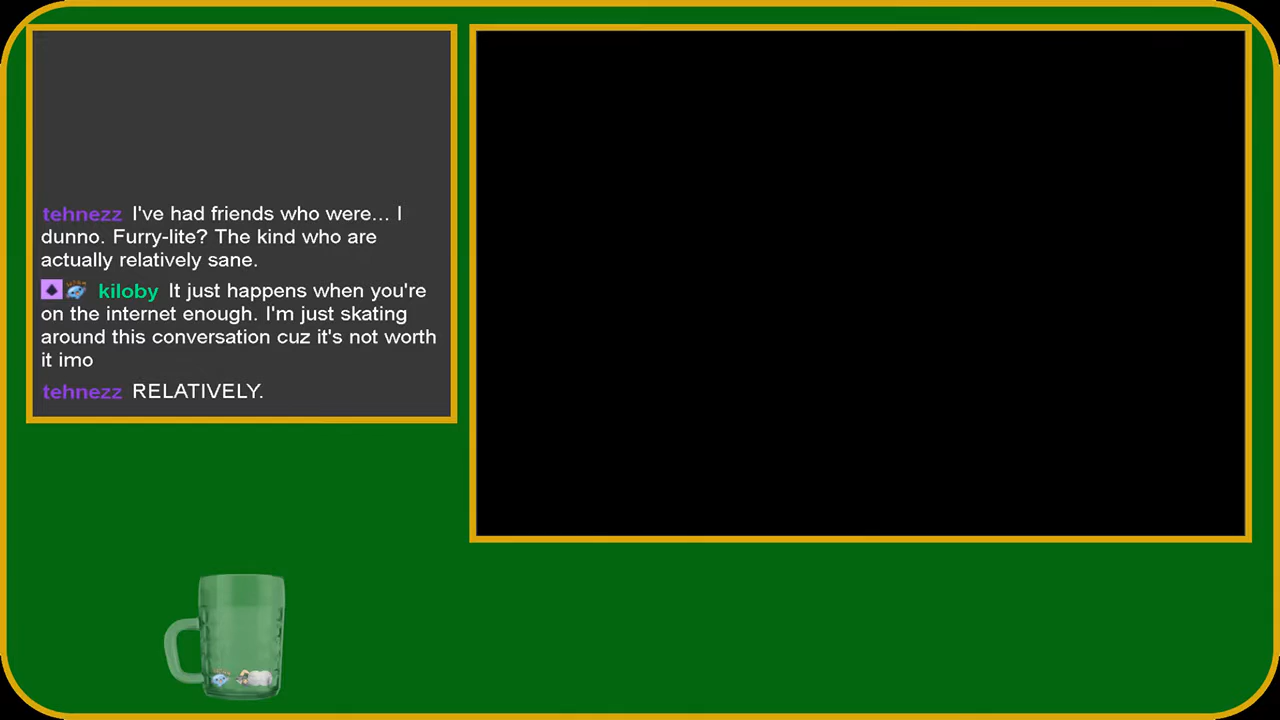 tehnezz I've had friends who were... I
dunno. Furry-lite? The kind who are
actually relatively sane.
kiloby It just happens when you're
on the internet enough. I'm just skating
around this conversation cuz it's not worth
it imo
tehnezz RELATIVELY.